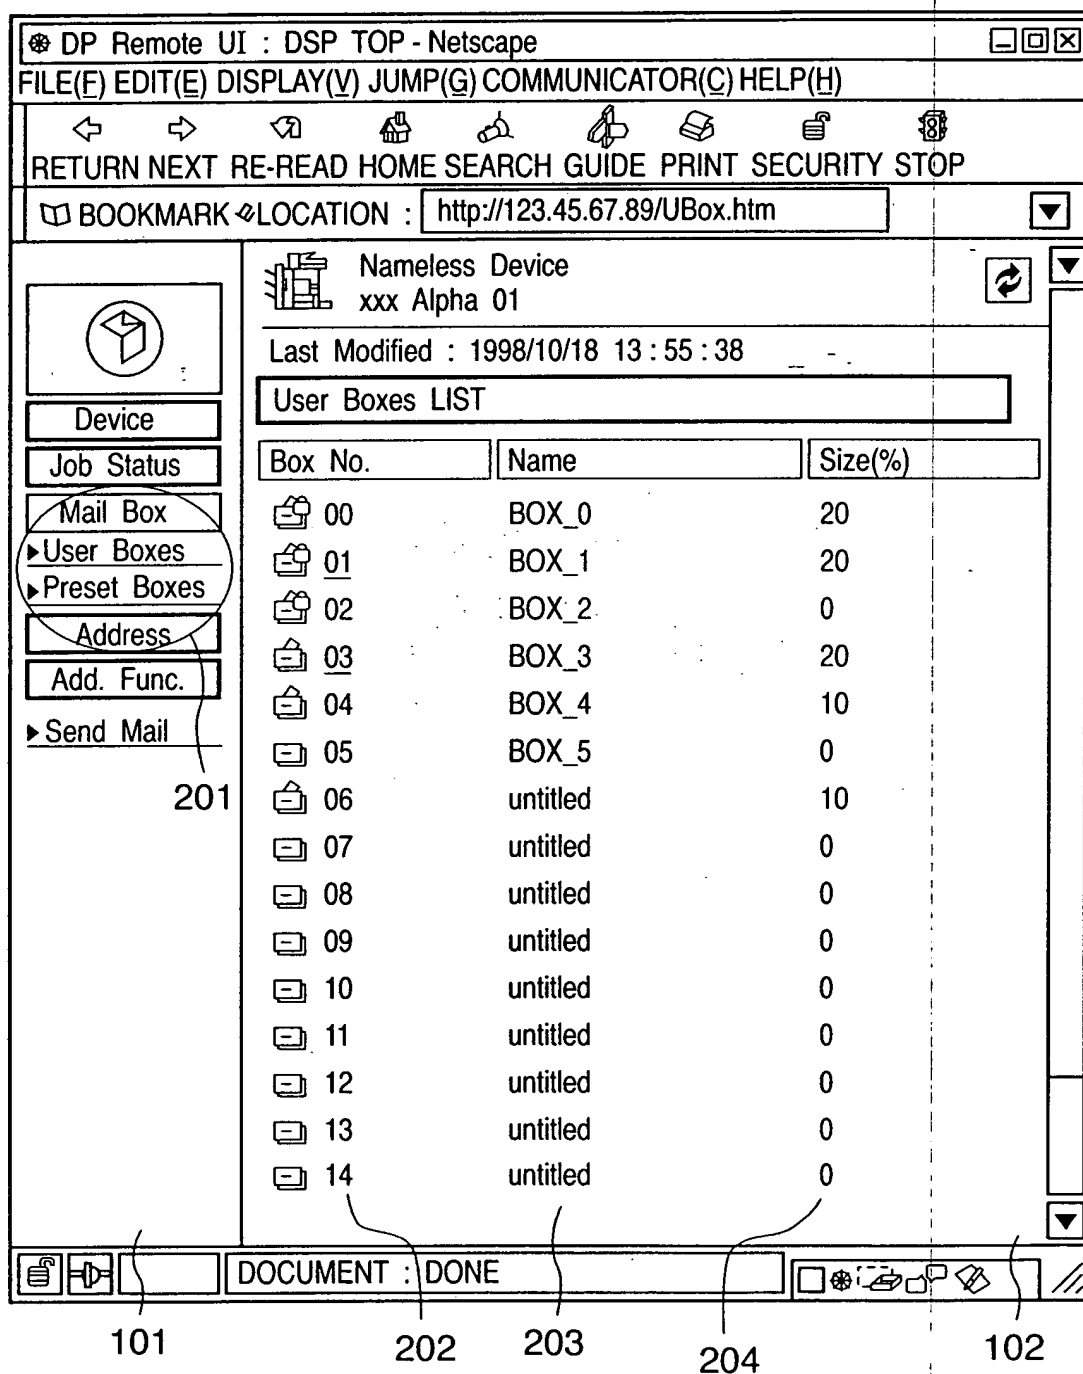 DP Remote UI : DSP TOP - Netscape
FILE(F) EDIT(E) DISPLAY(V) JUMP(G) COMMUNICATOR(C) HELP(H)
RETURN NEXT RE-READ HOME SEARCH GUIDE PRINT SECURITY STOP
BOOKMARK LOCATION : http://123.45.67.89/UBox.htm
Nameless Device
xxx Alpha 01
Last Modified : 1998/10/18 13:55:38
User Boxes LIST
Device
Job Status
Mail Box
User Boxes
Preset Boxes
Address
Add. Func.
Send Mail
201
Box No. Name Size(%)
00 BOX_0 20
01 BOX_1 20
02 BOX_2 0
03 BOX_3 20
04 BOX_4 10
05 BOX_5 0
06 untitled 10
07 untitled 0
08 untitled 0
09 untitled 0
10 untitled 0
11 untitled 0
12 untitled 0
13 untitled 0
14 untitled 0
DOCUMENT : DONE
101 202 203 204 102